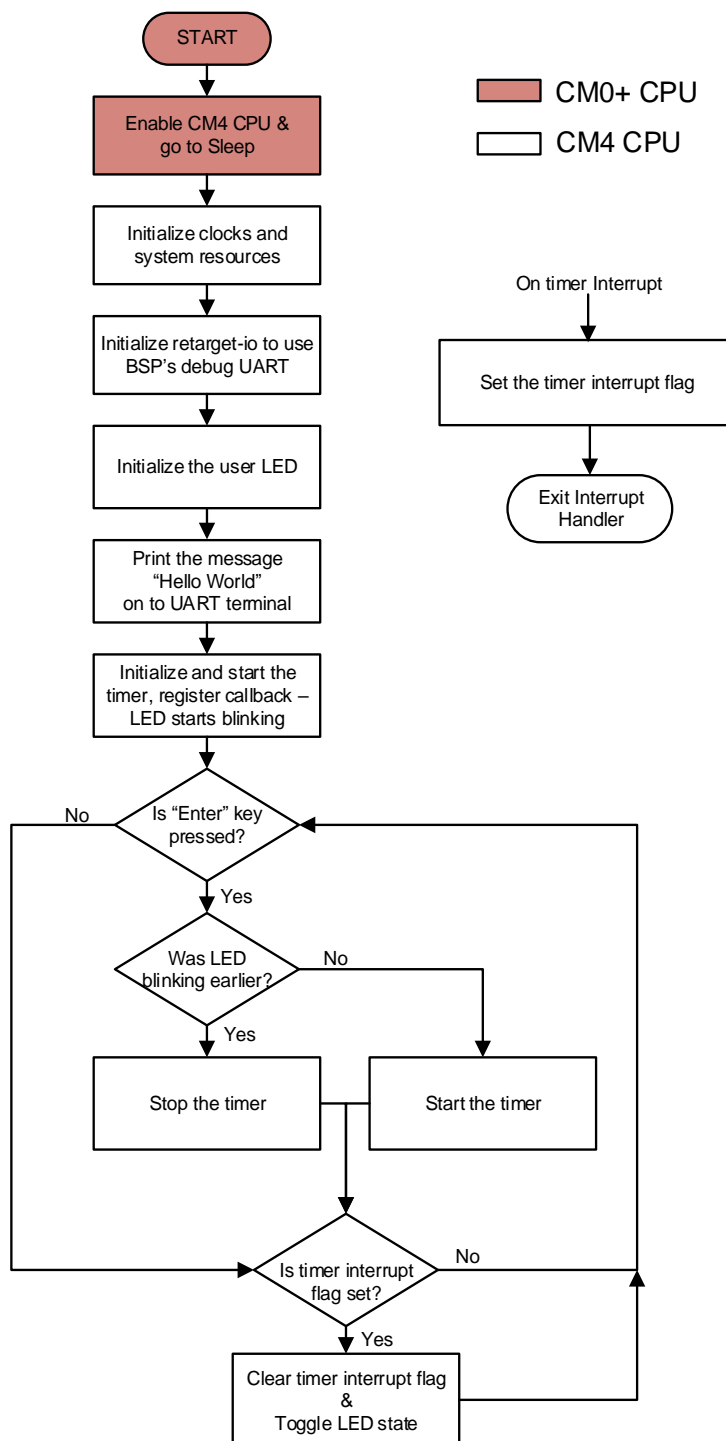 START
Enable CM4 CPU &
go to Sleep
CM0+ CPU
CM4 CPU
Initialize clocks and
system resources
Initialize retarget-io to use
BSP's debug UART
Initialize the user LED
Print the message
“Hello World”
on to UART terminal
Initialize and start the
timer, register callback –
LED starts blinking
On timer Interrupt
Set the timer interrupt flag
Exit Interrupt
Handler
Is “Enter” key
pressed?
No
Yes
Was LED
blinking earlier?
No
Yes
Stop the timer
Start the timer
Is timer interrupt
flag set?
No
Yes
Clear timer interrupt flag
&
Toggle LED state